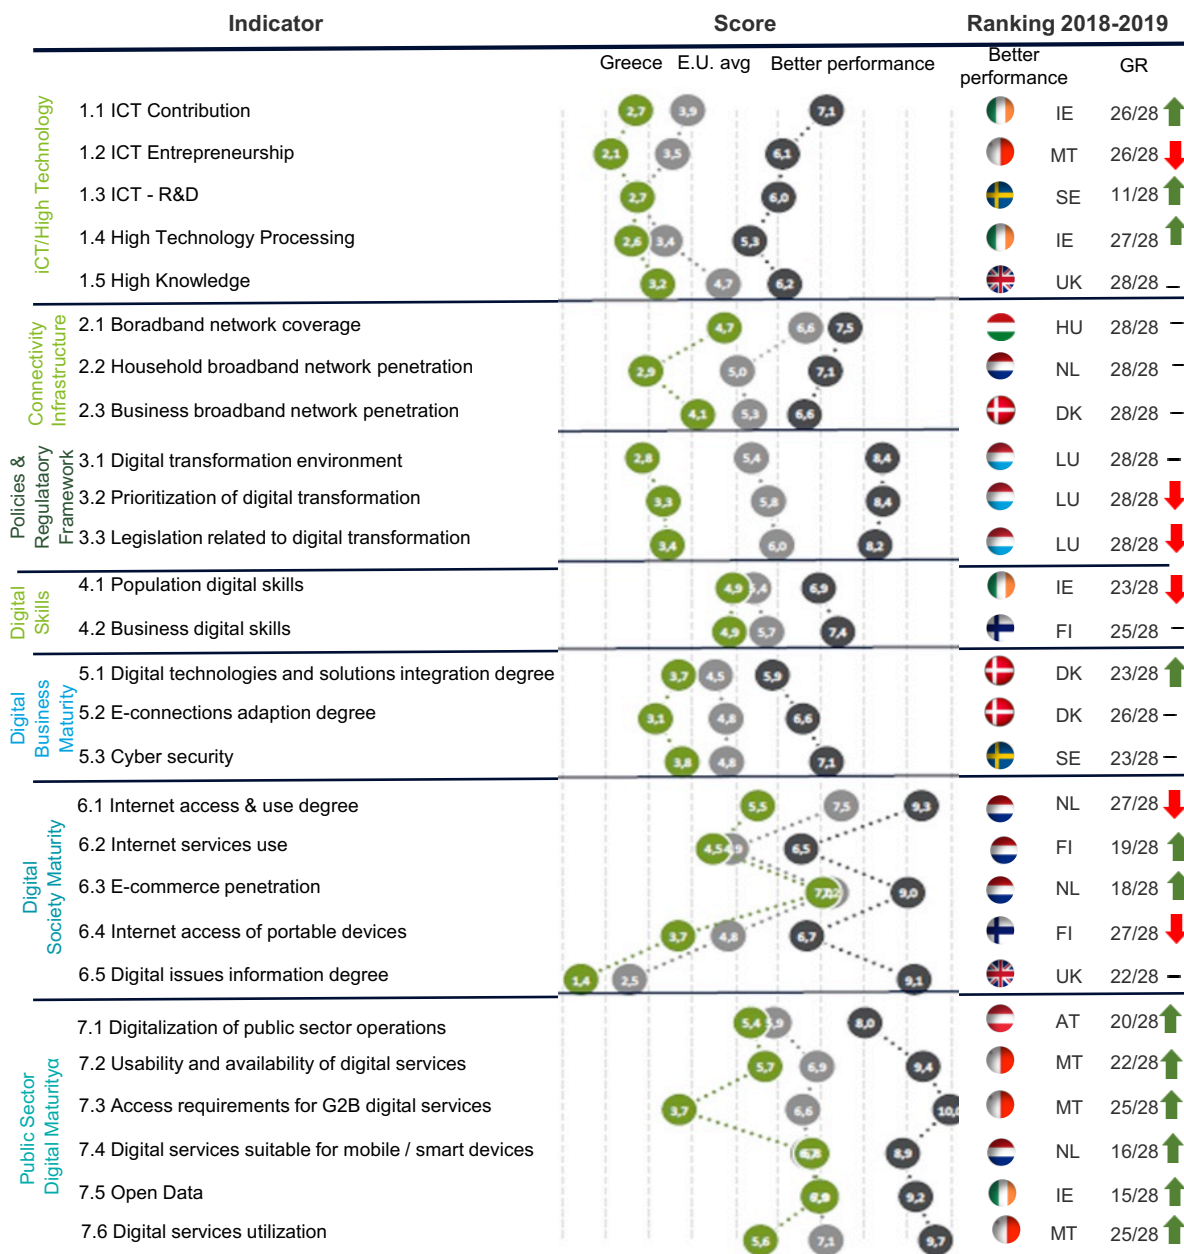 Indicator Score Ranking 2018-2019
Greece E.U. avg Better performance Better performance GR
iCT/High Technology
1.1 ICT Contribution 2,7 3,9 7,1 IE 26/28
1.2 ICT Entrepreneurship 2,1 3,5 6,1 MT 26/28
1.3 ICT - R&D 2,7 6,0 SE 11/28
1.4 High Technology Processing 2,6 3,4 5,3 IE 27/28
1.5 High Knowledge 3,2 4,7 6,2 UK 28/28
Connectivity
Infrastructure
2.1 Boradband network coverage 4,7 6,6 7,5 HU 28/28
2.2 Household broadband network penetration 2,9 5,0 7,1 NL 28/28
2.3 Business broadband network penetration 4,1 5,3 6,6 DK 28/28
Policies &
Regulataory
Framework
3.1 Digital transformation environment 2,8 5,4 8,4 LU 28/28
3.2 Prioritization of digital transformation 3,3 5,8 8,4 LU 28/28
3.3 Legislation related to digital transformation 3,4 6,0 8,2 LU 28/28
Digital
Skills
4.1 Population digital skills 4,9 ,4 6,9 IE 23/28
4.2 Business digital skills 4,9 5,7 7,4 FI 25/28
Digital
Business
Maturity
5.1 Digital technologies and solutions integration degree 3,7 4,5 5,9 DK 23/28
5.2 E-connections adaption degree 3,1 4,8 6,6 DK 26/28
5.3 Cyber security 3,8 4,8 7,1 SE 23/28
Digital
Society Maturity
6.1 Internet access & use degree 5,5 7,5 9,3 NL 27/28
6.2 Internet services use 4,5 ,9 6,5 FI 19/28
6.3 E-commerce penetration 9,0 NL 18/28
6.4 Internet access of portable devices 3,7 4,8 6,7 FI 27/28
6.5 Digital issues information degree 1,4 2,5 9,1 UK 22/28
Public Sector
Digital Maturityα
7.1 Digitalization of public sector operations 5,4 ,9 8,0 AT 20/28
7.2 Usability and availability of digital services 5,7 6,9 9,4 MT 22/28
7.3 Access requirements for G2B digital services 3,7 6,6 10,0 MT 25/28
7.4 Digital services suitable for mobile / smart devices 8,9 NL 16/28
7.5 Open Data 9,2 IE 15/28
7.6 Digital services utilization 5,6 7,1 9,7 MT 25/28